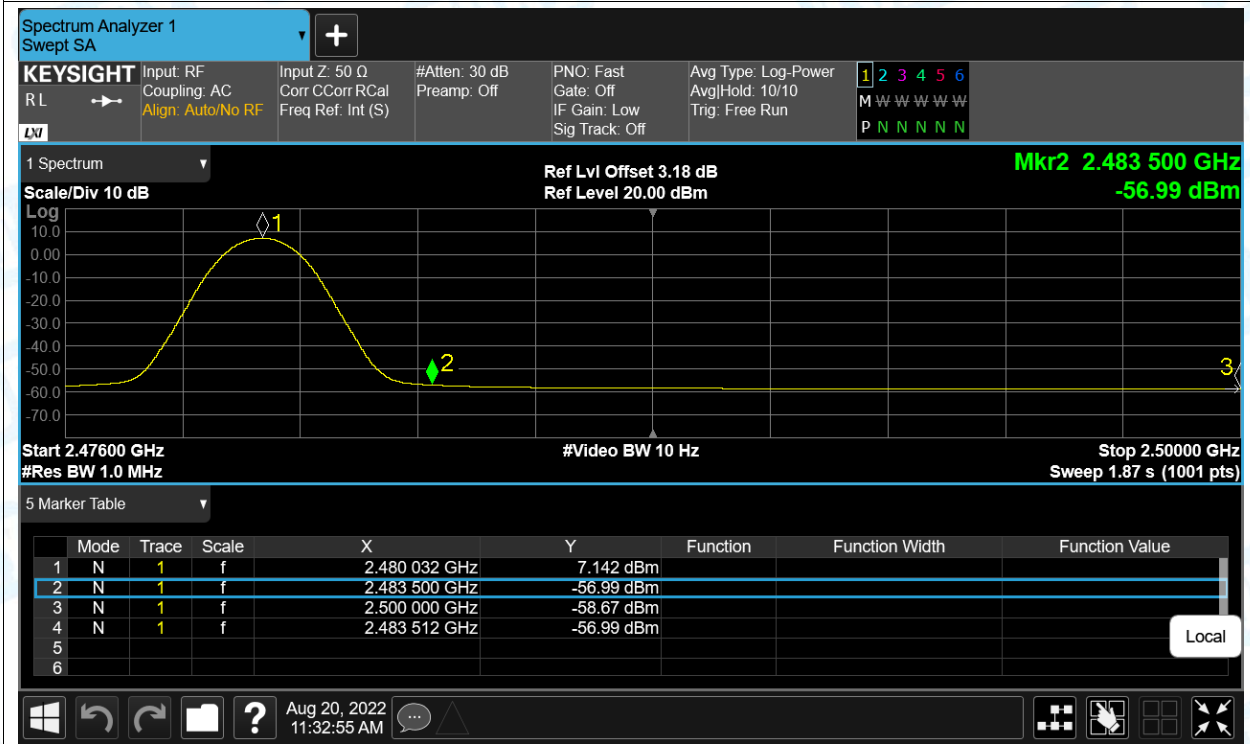 Spectrum Analyzer 1
Swept SA
KEYSIGHT
R L
LXI
Input: RF
Coupling: AC
Align: Auto/No RF
Input Z: 50 Ω
Corr CCorr RCal
Freq Ref: Int (S)
#Atten: 30 dB
Preamp: Off
PNO: Fast
Gate: Off
IF Gain: Low
Sig Track: Off
Avg Type: Log-Power
Avg|Hold: 10/10
Trig: Free Run
1 2 3 4 5 6
M W W W W W
P N N N N N
1 Spectrum
Scale/Div 10 dB
Ref Lvl Offset 3.18 dB
Ref Level 20.00 dBm
Mkr2 2.483 500 GHz
-56.99 dBm
Log
10.0
0.00
-10.0
-20.0
-30.0
-40.0
-50.0
-60.0
-70.0
1
2
3
Start 2.47600 GHz
#Res BW 1.0 MHz
#Video BW 10 Hz
Stop 2.50000 GHz
Sweep 1.87 s (1001 pts)
5 Marker Table
Mode Trace Scale X Y Function Function Width Function Value
1 N 1 f 2.480 032 GHz 7.142 dBm
2 N 1 f 2.483 500 GHz -56.99 dBm
3 N 1 f 2.500 000 GHz -58.67 dBm
4 N 1 f 2.483 512 GHz -56.99 dBm
5
6
Local
?
Aug 20, 2022
11:32:55 AM